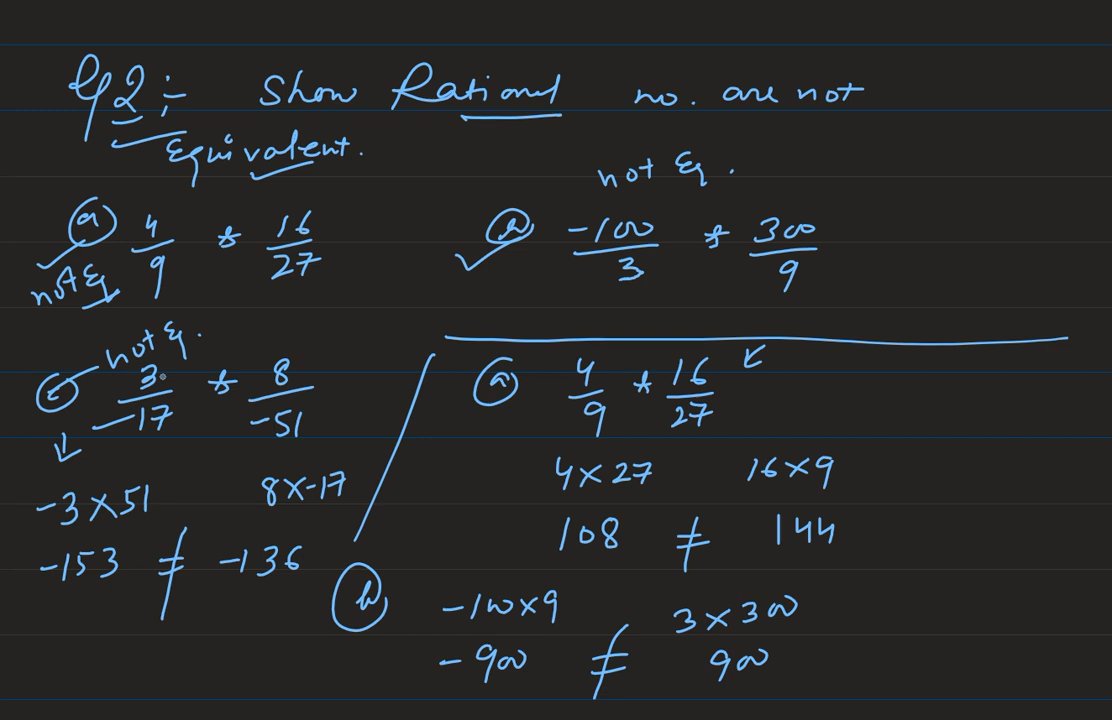 Q2:- Show Rational no. are not
Equivalent.
not Eq.
(a) 4/9 & 16/27
not Eq
(b) -100/3 & 300/9
not Eq.
(c) 3/-17 & 8/-51
-3×51 8×-17
-153 ≠ -136
(a) 4/9 & 16/27
4×27 16×9
108 ≠ 144
(b) -100×9 3×300
-900 ≠ 900